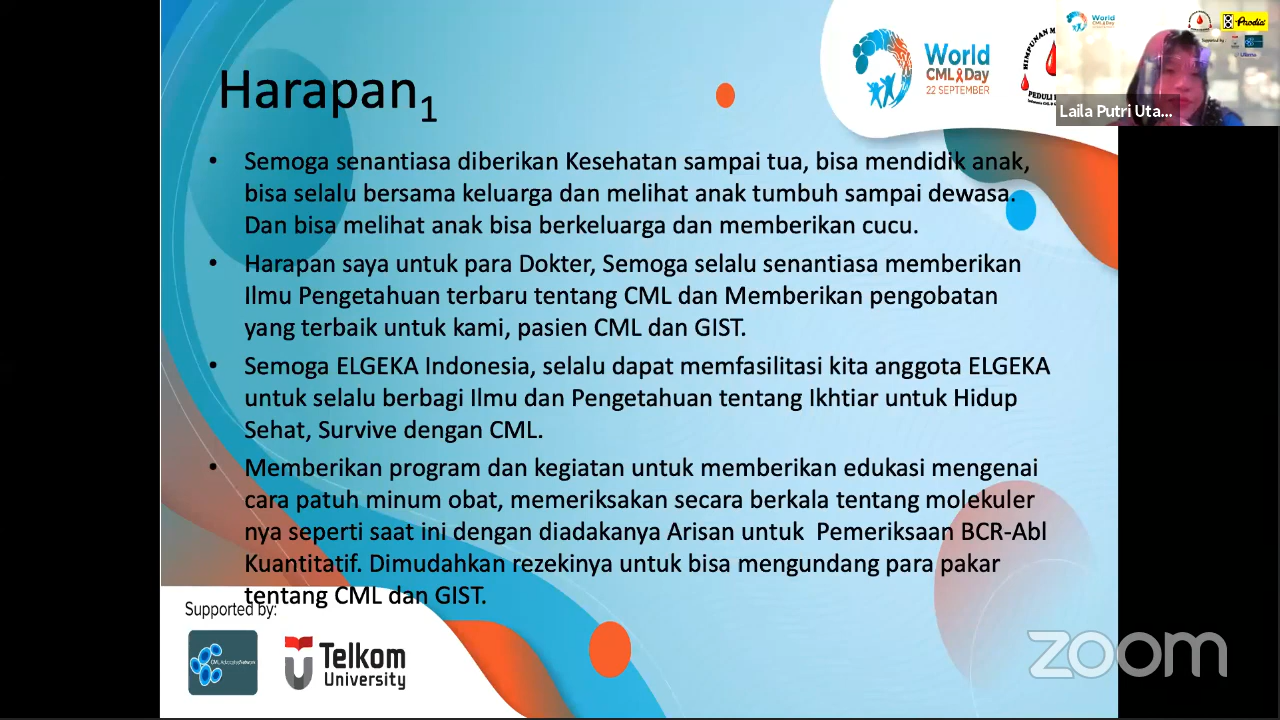 Harapan1
World
CML Day
22 SEPTEMBER
World
Prodia
Supported by
Laila Putri Uta...
• Semoga senantiasa diberikan Kesehatan sampai tua, bisa mendidik anak,
bisa selalu bersama keluarga dan melihat anak tumbuh sampai dewasa.
Dan bisa melihat anak bisa berkeluarga dan memberikan cucu.
• Harapan saya untuk para Dokter, Semoga selalu senantiasa memberikan
Ilmu Pengetahuan terbaru tentang CML dan Memberikan pengobatan
yang terbaik untuk kami, pasien CML dan GIST.
• Semoga ELGEKA Indonesia, selalu dapat memfasilitasi kita anggota ELGEKA
untuk selalu berbagi Ilmu dan Pengetahuan tentang Ikhtiar untuk Hidup
Sehat, Survive dengan CML.
• Memberikan program dan kegiatan untuk memberikan edukasi mengenai
cara patuh minum obat, memeriksakan secara berkala tentang molekuler
nya seperti saat ini dengan diadakanya Arisan untuk Pemeriksaan BCR-Abl
Kuantitatif. Dimudahkan rezekinya untuk bisa mengundang para pakar
tentang CML dan GIST.
Supported by:
Telkom
University
zoom